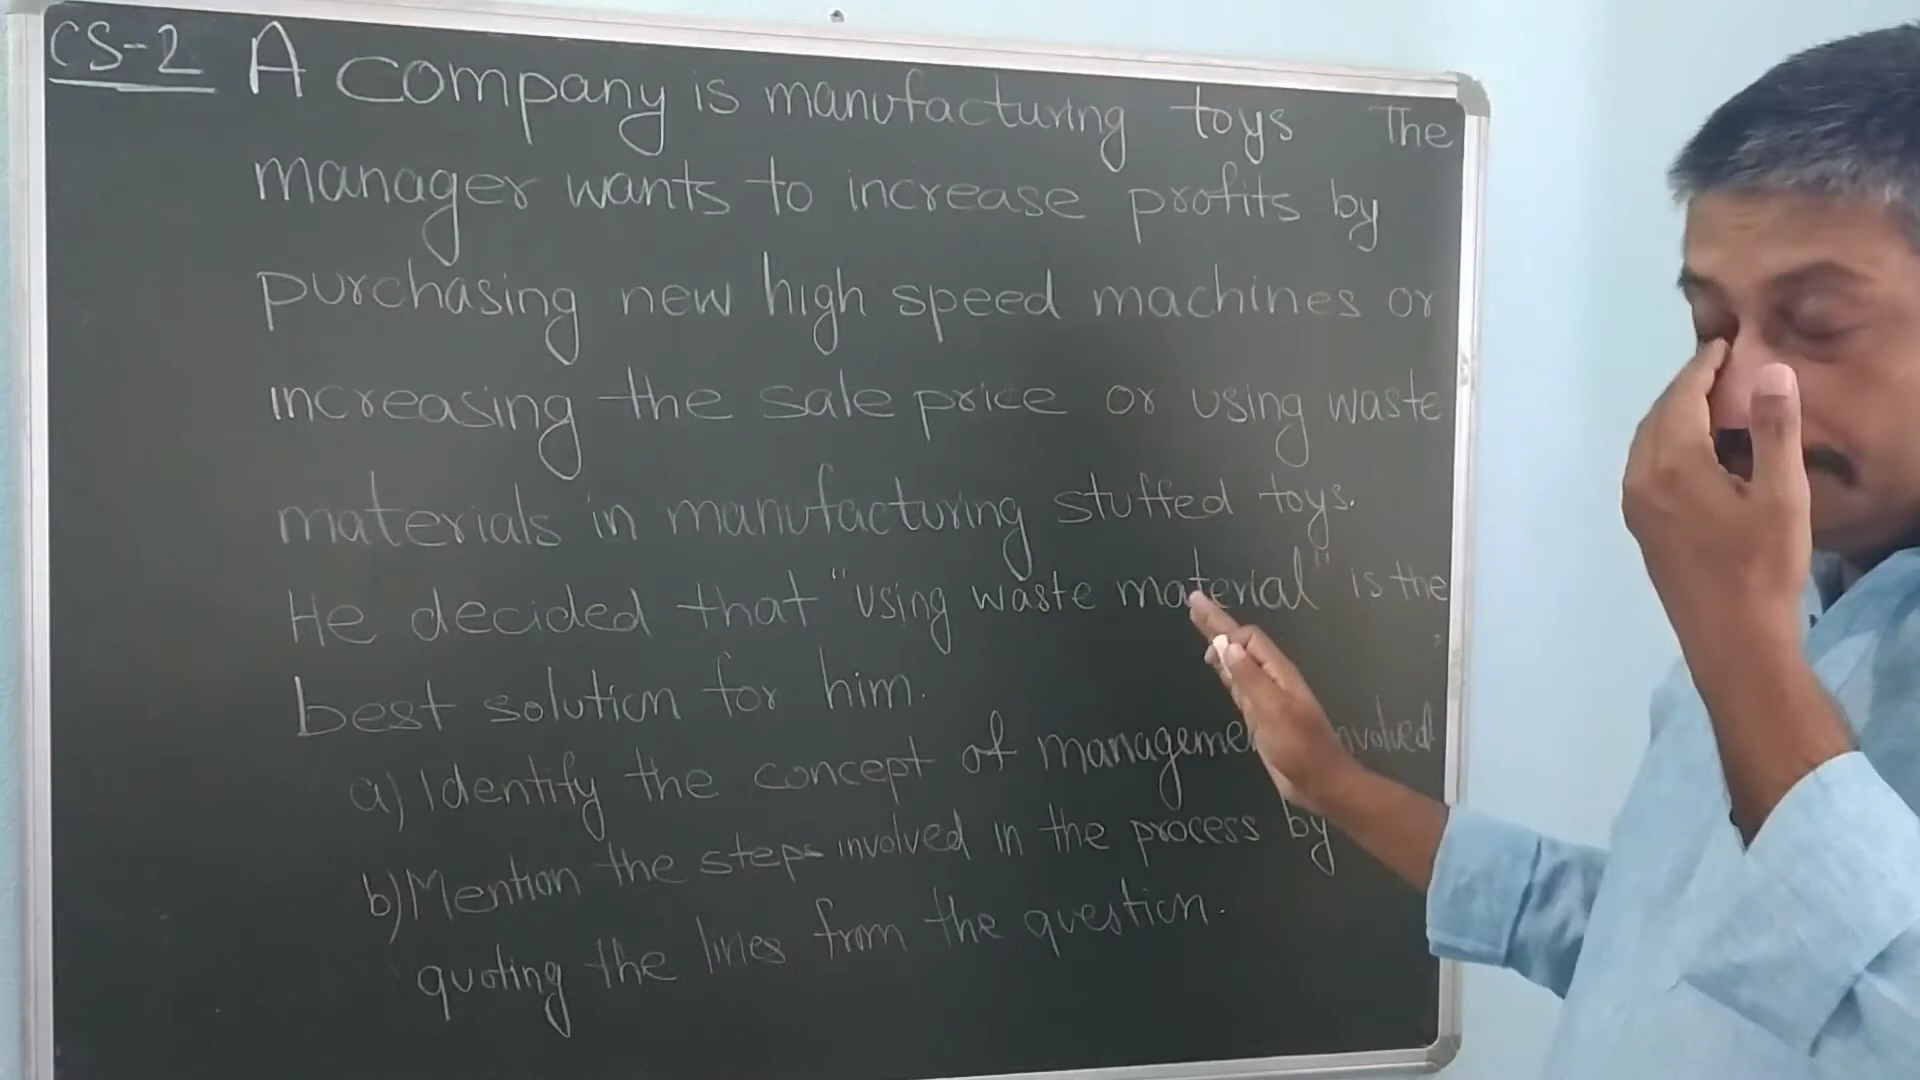 CS-2 A company is manufacturing toys The
manager wants to increase profits by
purchasing new high speed machines or
increasing the sale price or using waste
materials in manufacturing stuffed toys.
He decided that "using waste material" is the
best solution for him.
a) Identify the concept of management involved
b) Mention the steps involved in the process by
quoting the lines from the question.